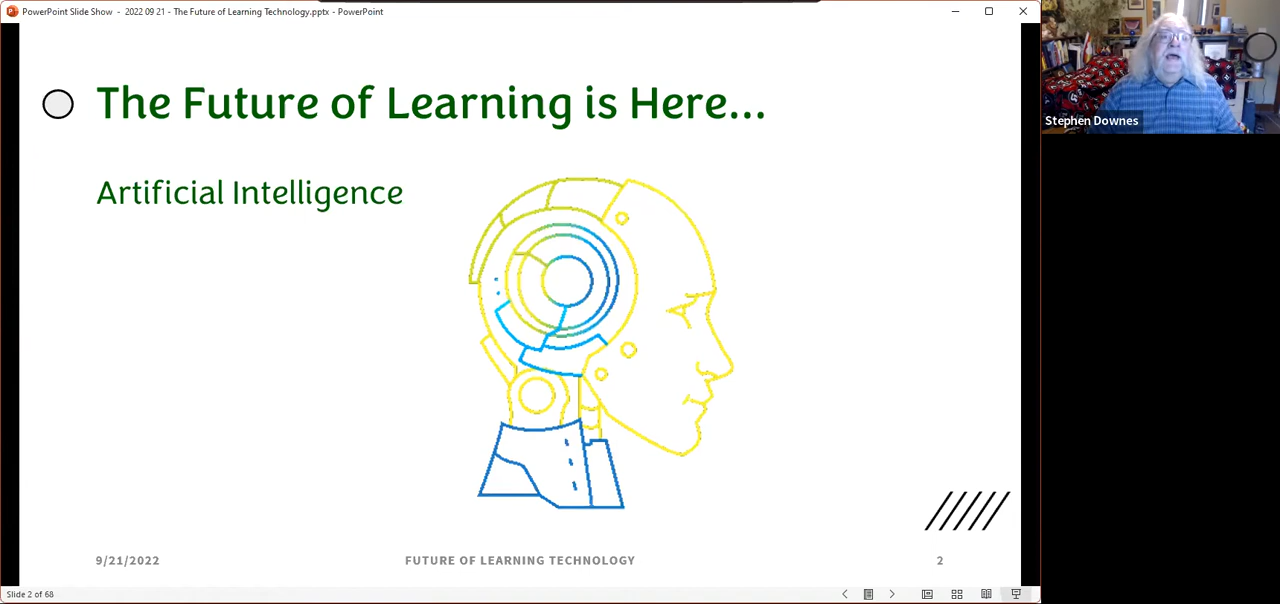 PowerPoint Slide Show - 2022 09 21 - The Future of Learning Technology.pptx - PowerPoint
The Future of Learning is Here...
Artificial Intelligence
Stephen Downes
9/21/2022
FUTURE OF LEARNING TECHNOLOGY
2
Slide 2 of 68